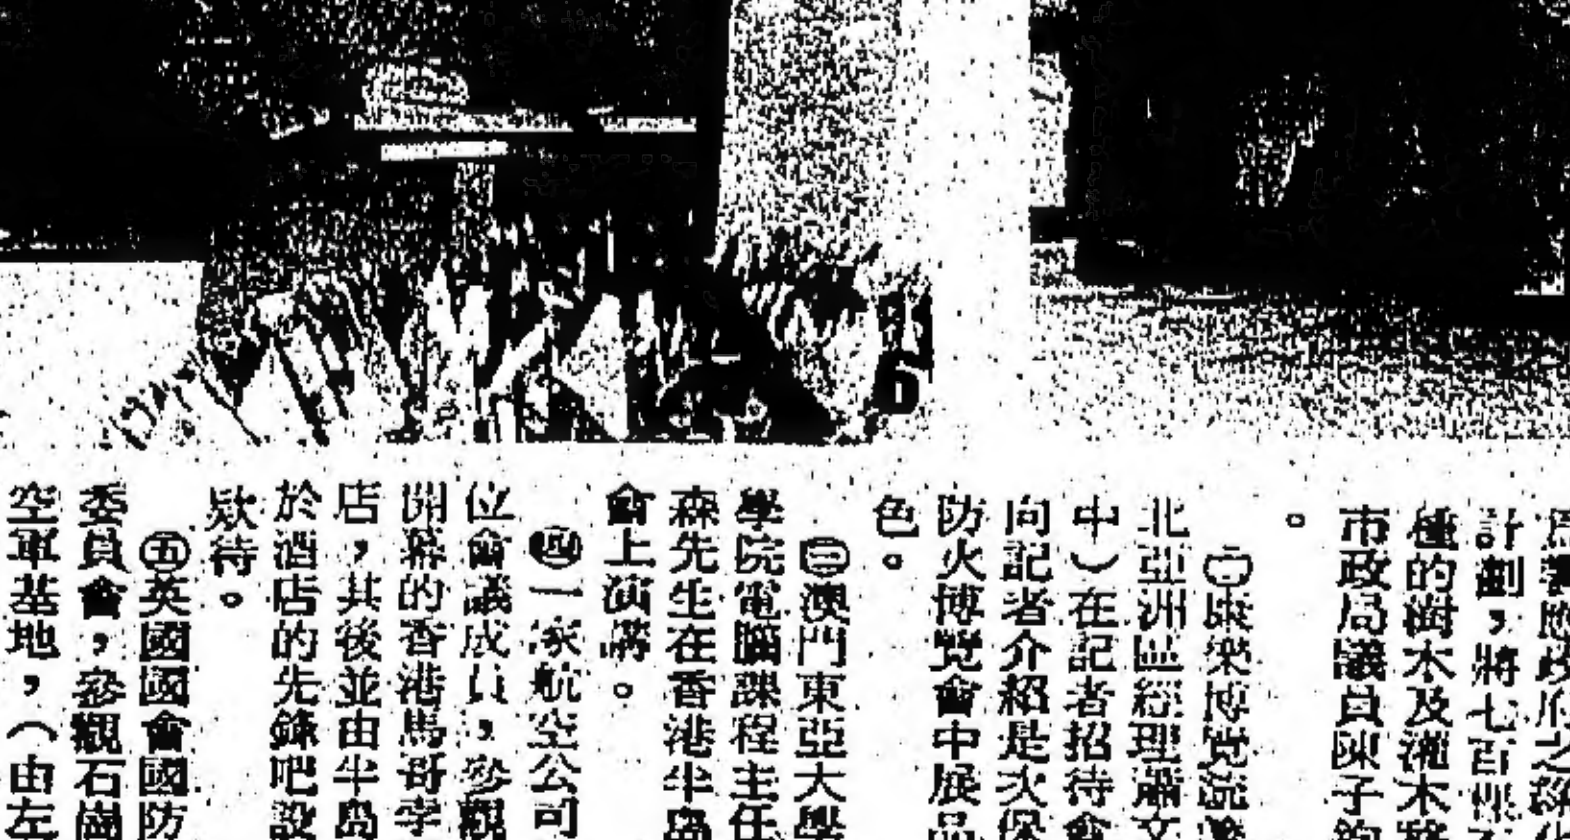 計劃，將七百
種的樹木及灌木
市政局議員陳子
。
㊁康樂博覽
北亞洲區經理蕭文
中）在記者招待會
向記者介紹是次保
防火博覽會中展品
色。
㊂澳門東亞大學
學院電腦課程主任
森先生在香港半島
會上演講。
㊃一家航空公司
位會議成員，參觀
開幕的香港馬哥孛
店，其後並由半島
於酒店的先鋒吧設
欵待。
㊄英國國會國防
委員會，參觀石崗
空軍基地，（由左
6